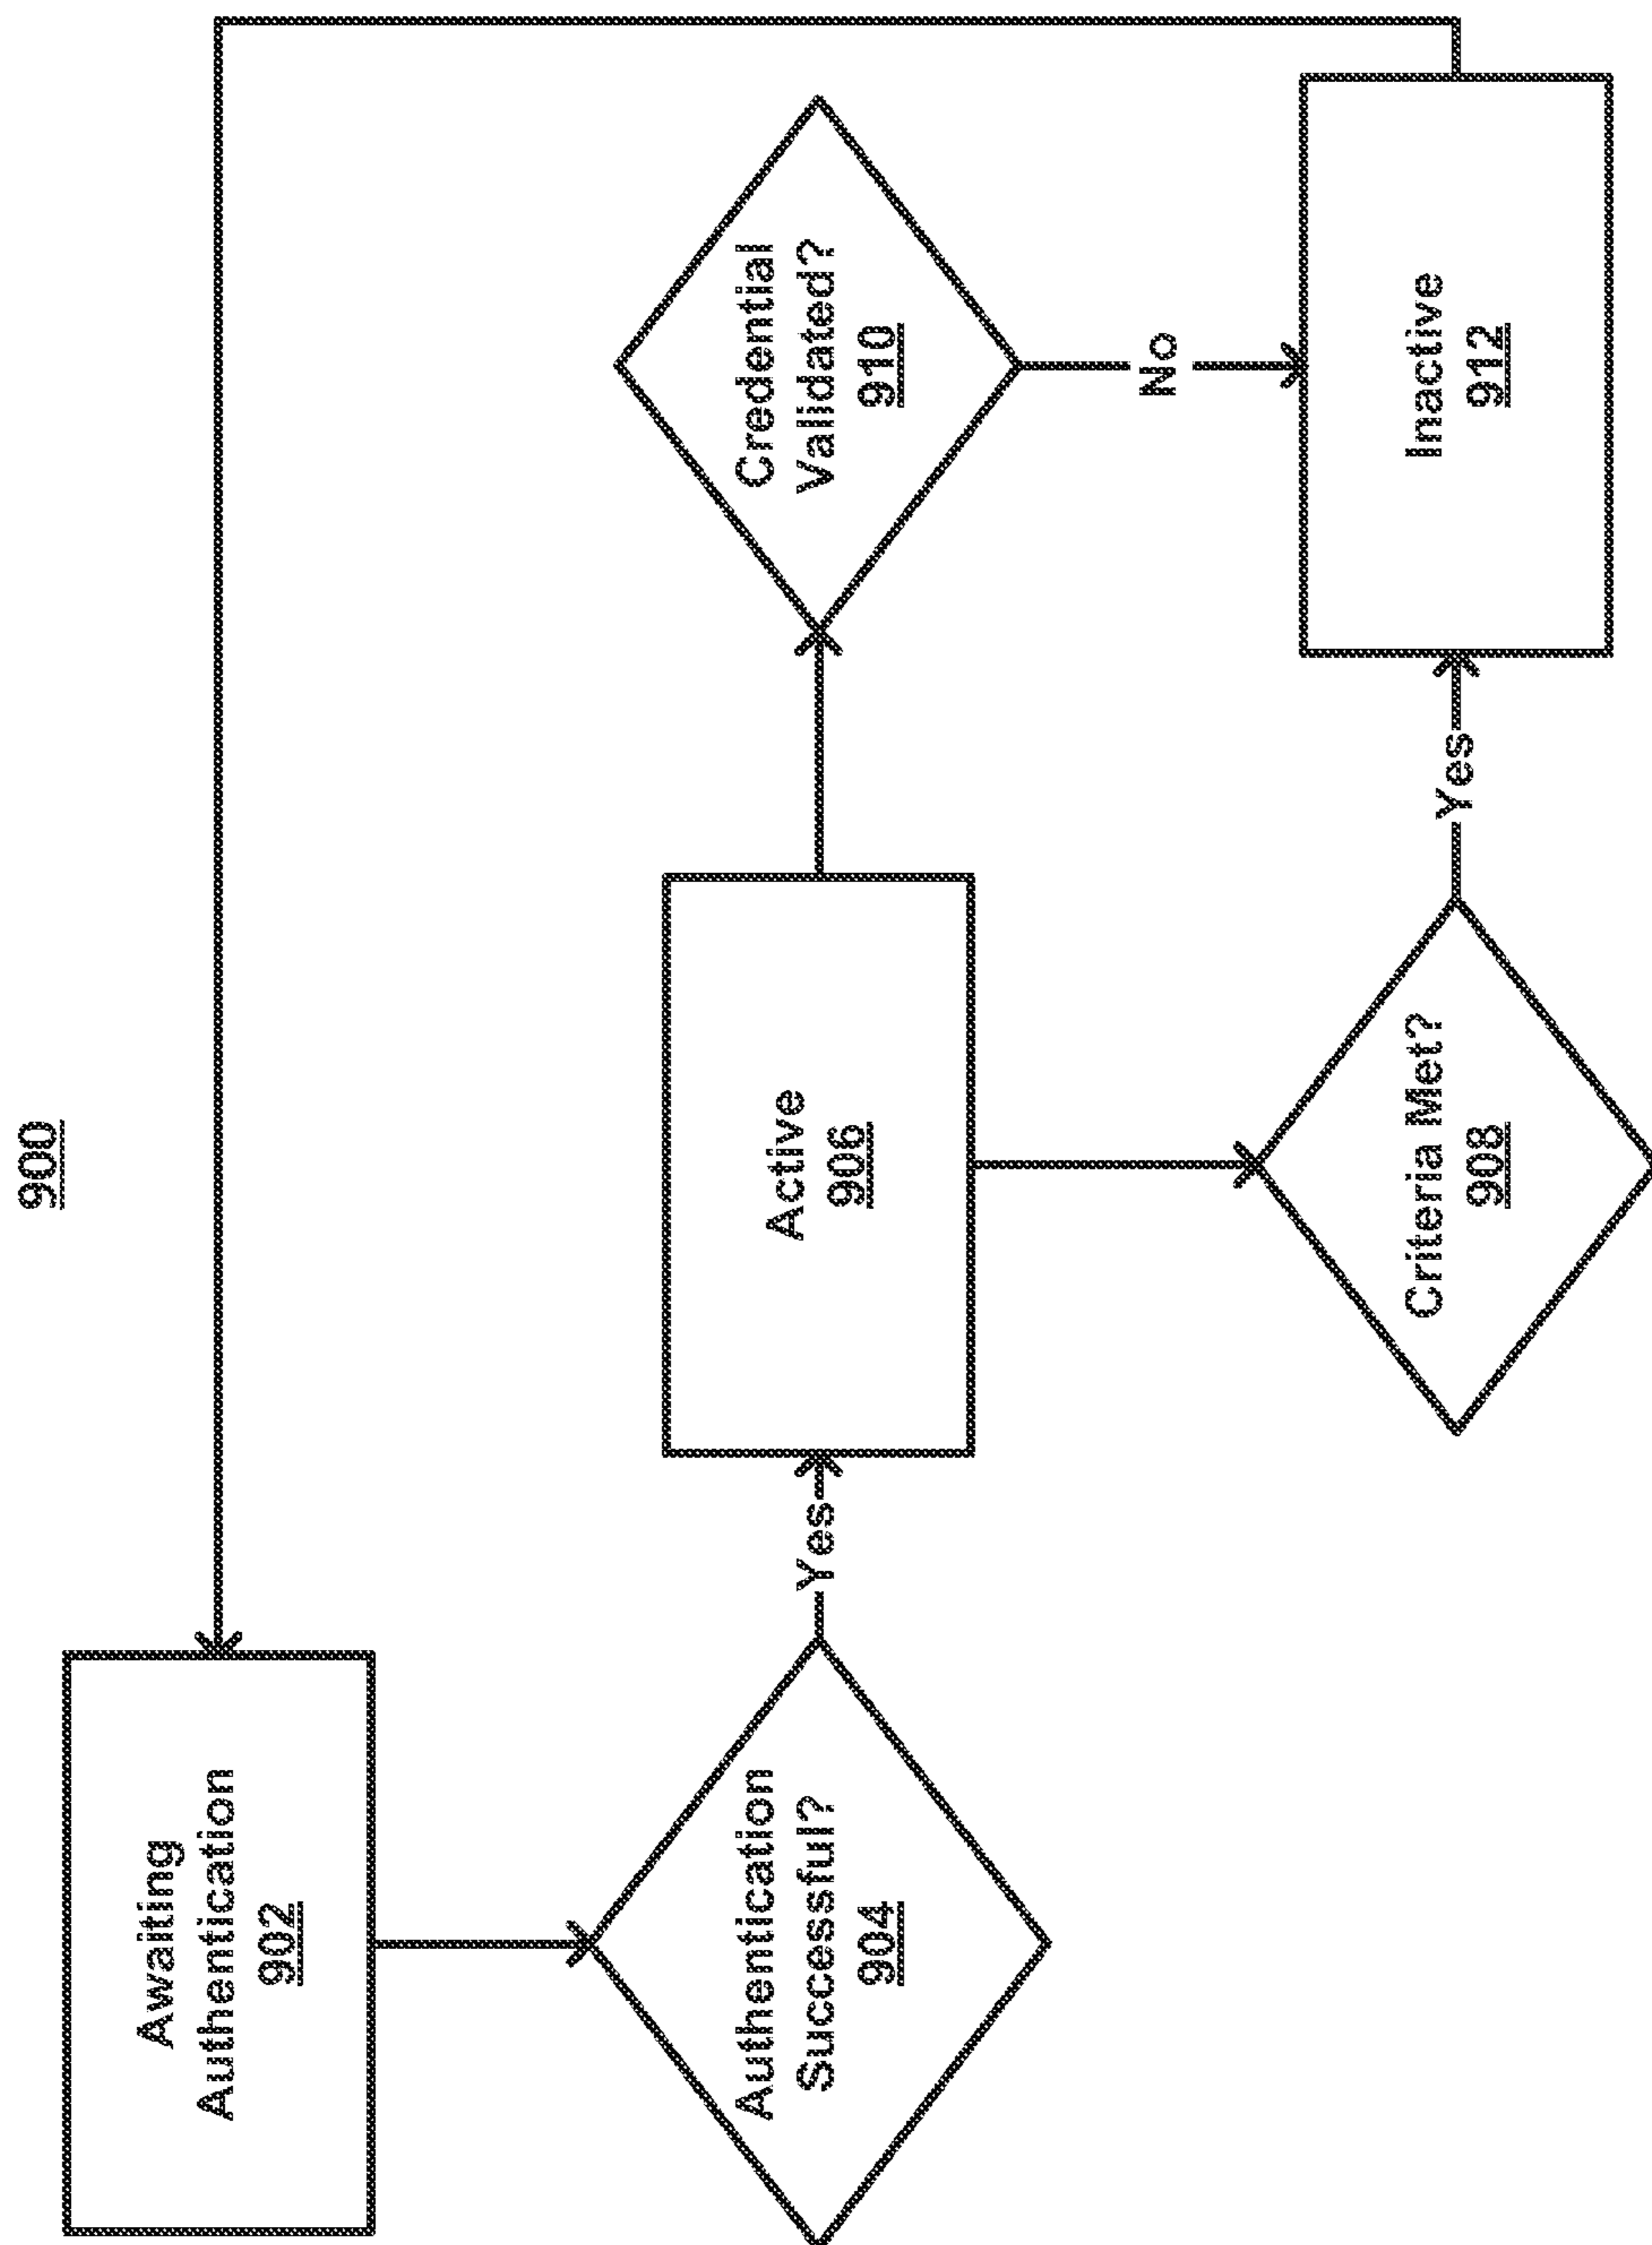 900
Awaiting
Authentication
902
Authentication
Successful?
904
Yes
Active
906
Credential
Validated?
910
No
Criteria Met?
908
Yes
Inactive
912